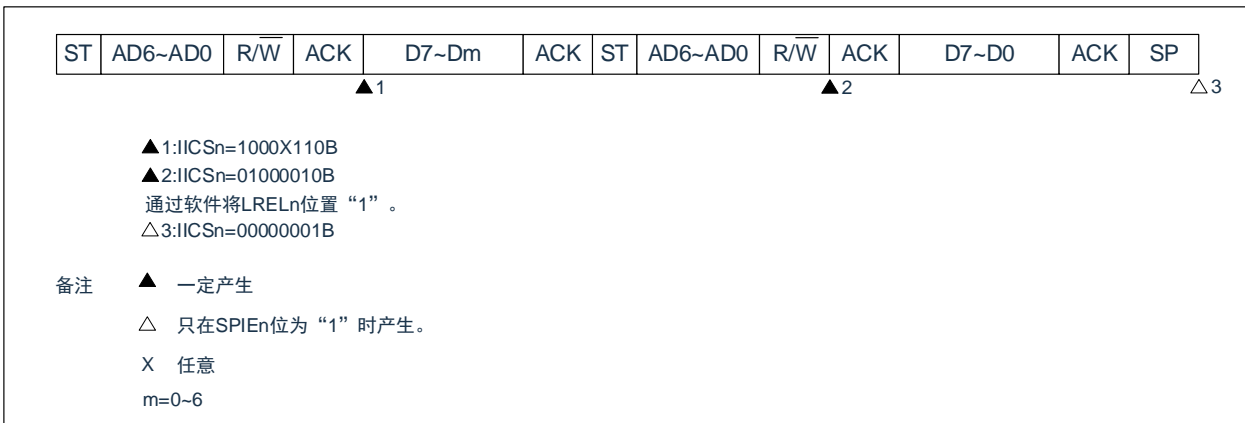 ST AD6~AD0 R/W̅ ACK D7~Dm ACK ST AD6~AD0 R/W̅ ACK D7~D0 ACK SP
▲1 ▲2 △3
▲1:IICSn=1000X110B
▲2:IICSn=01000010B
通过软件将LRELn位置“1”。
△3:IICSn=00000001B
备注 ▲ 一定产生
△ 只在SPIEn位为“1”时产生。
X 任意
m=0~6